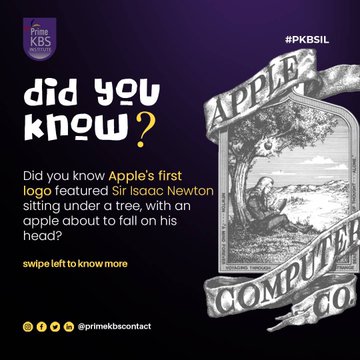 Prime
KBS
INSTITUTE
#PKBSIL
did you
know?
Did you know Apple's first
logo featured Sir Isaac Newton
sitting under a tree, with an
apple about to fall on his
head?
swipe left to know more
@primekbscontact
APPLE
COMPUTER
CO
VOYAGING THROUGH